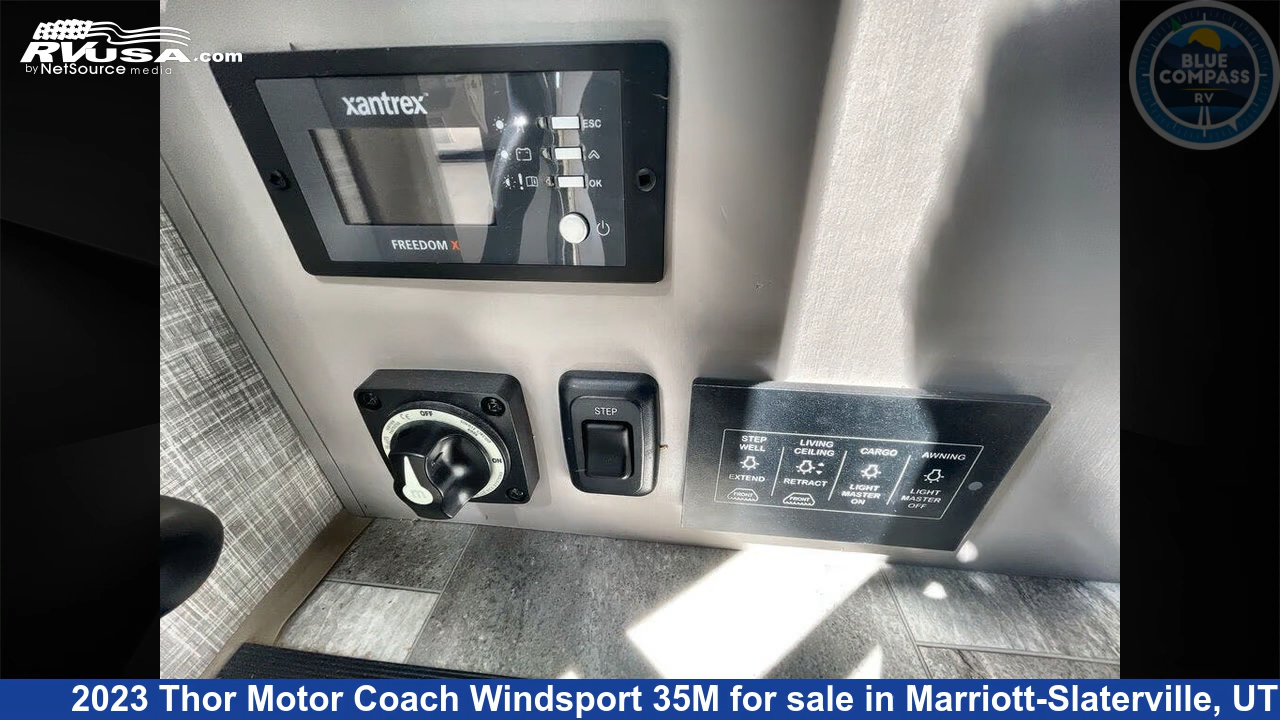 RVUSA.com
by NetSource media
BLUE
COMPASS
RV
xantrex
ESC
OK
FREEDOM X
OFF
ON
STEP
STEP
WELL
EXTEND
FRONT
LIVING
CEILING
RETRACT
FRONT
CARGO
LIGHT
MASTER
ON
AWNING
LIGHT
MASTER
OFF
2023 Thor Motor Coach Windsport 35M for sale in Marriott-Slaterville, UT